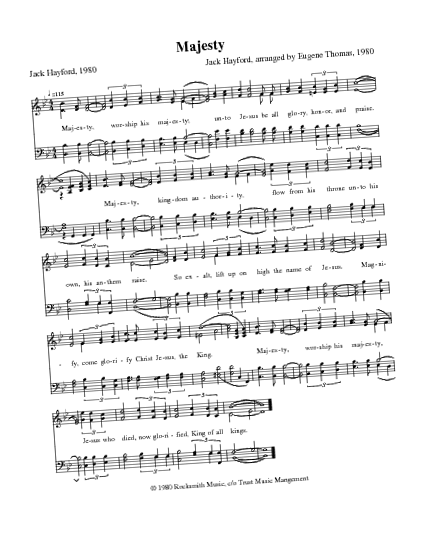 Majesty
Jack Hayford, 1980
Jack Hayford, arranged by Eugene Thomas, 1980
♩=115
Maj-es-ty, wor-ship his maj-es-ty; un-to Je-sus be all glo-ry, hon-or, and praise.
Maj-es-ty, king-dom au-thor-i-ty, flow from his throne un-to his
own, his an-them raise. So ex-alt, lift up on high the name of Je-sus. Mag-ni-
- fy, come glo-ri-fy Christ Je-sus, the King. Maj-es-ty, wor-ship his maj-es-ty,
Je-sus who died, now glo-ri-fied, King of all kings.
© 1980 Rocksmith Music, c/o Trust Music Mangement